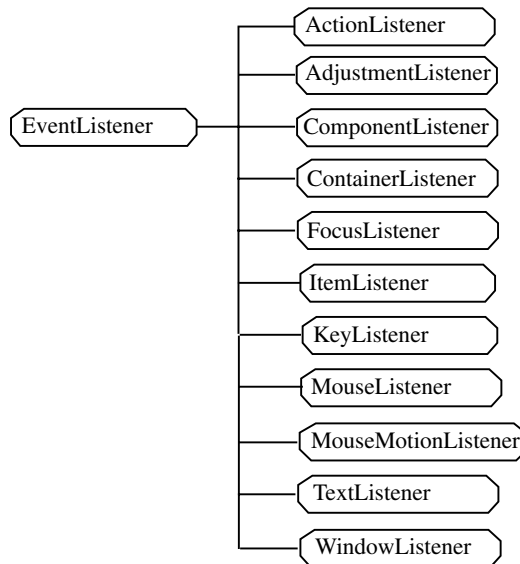 ActionListener
AdjustmentListener
EventListener
ComponentListener
ContainerListener
FocusListener
ItemListener
KeyListener
MouseListener
MouseMotionListener
TextListener
WindowListener